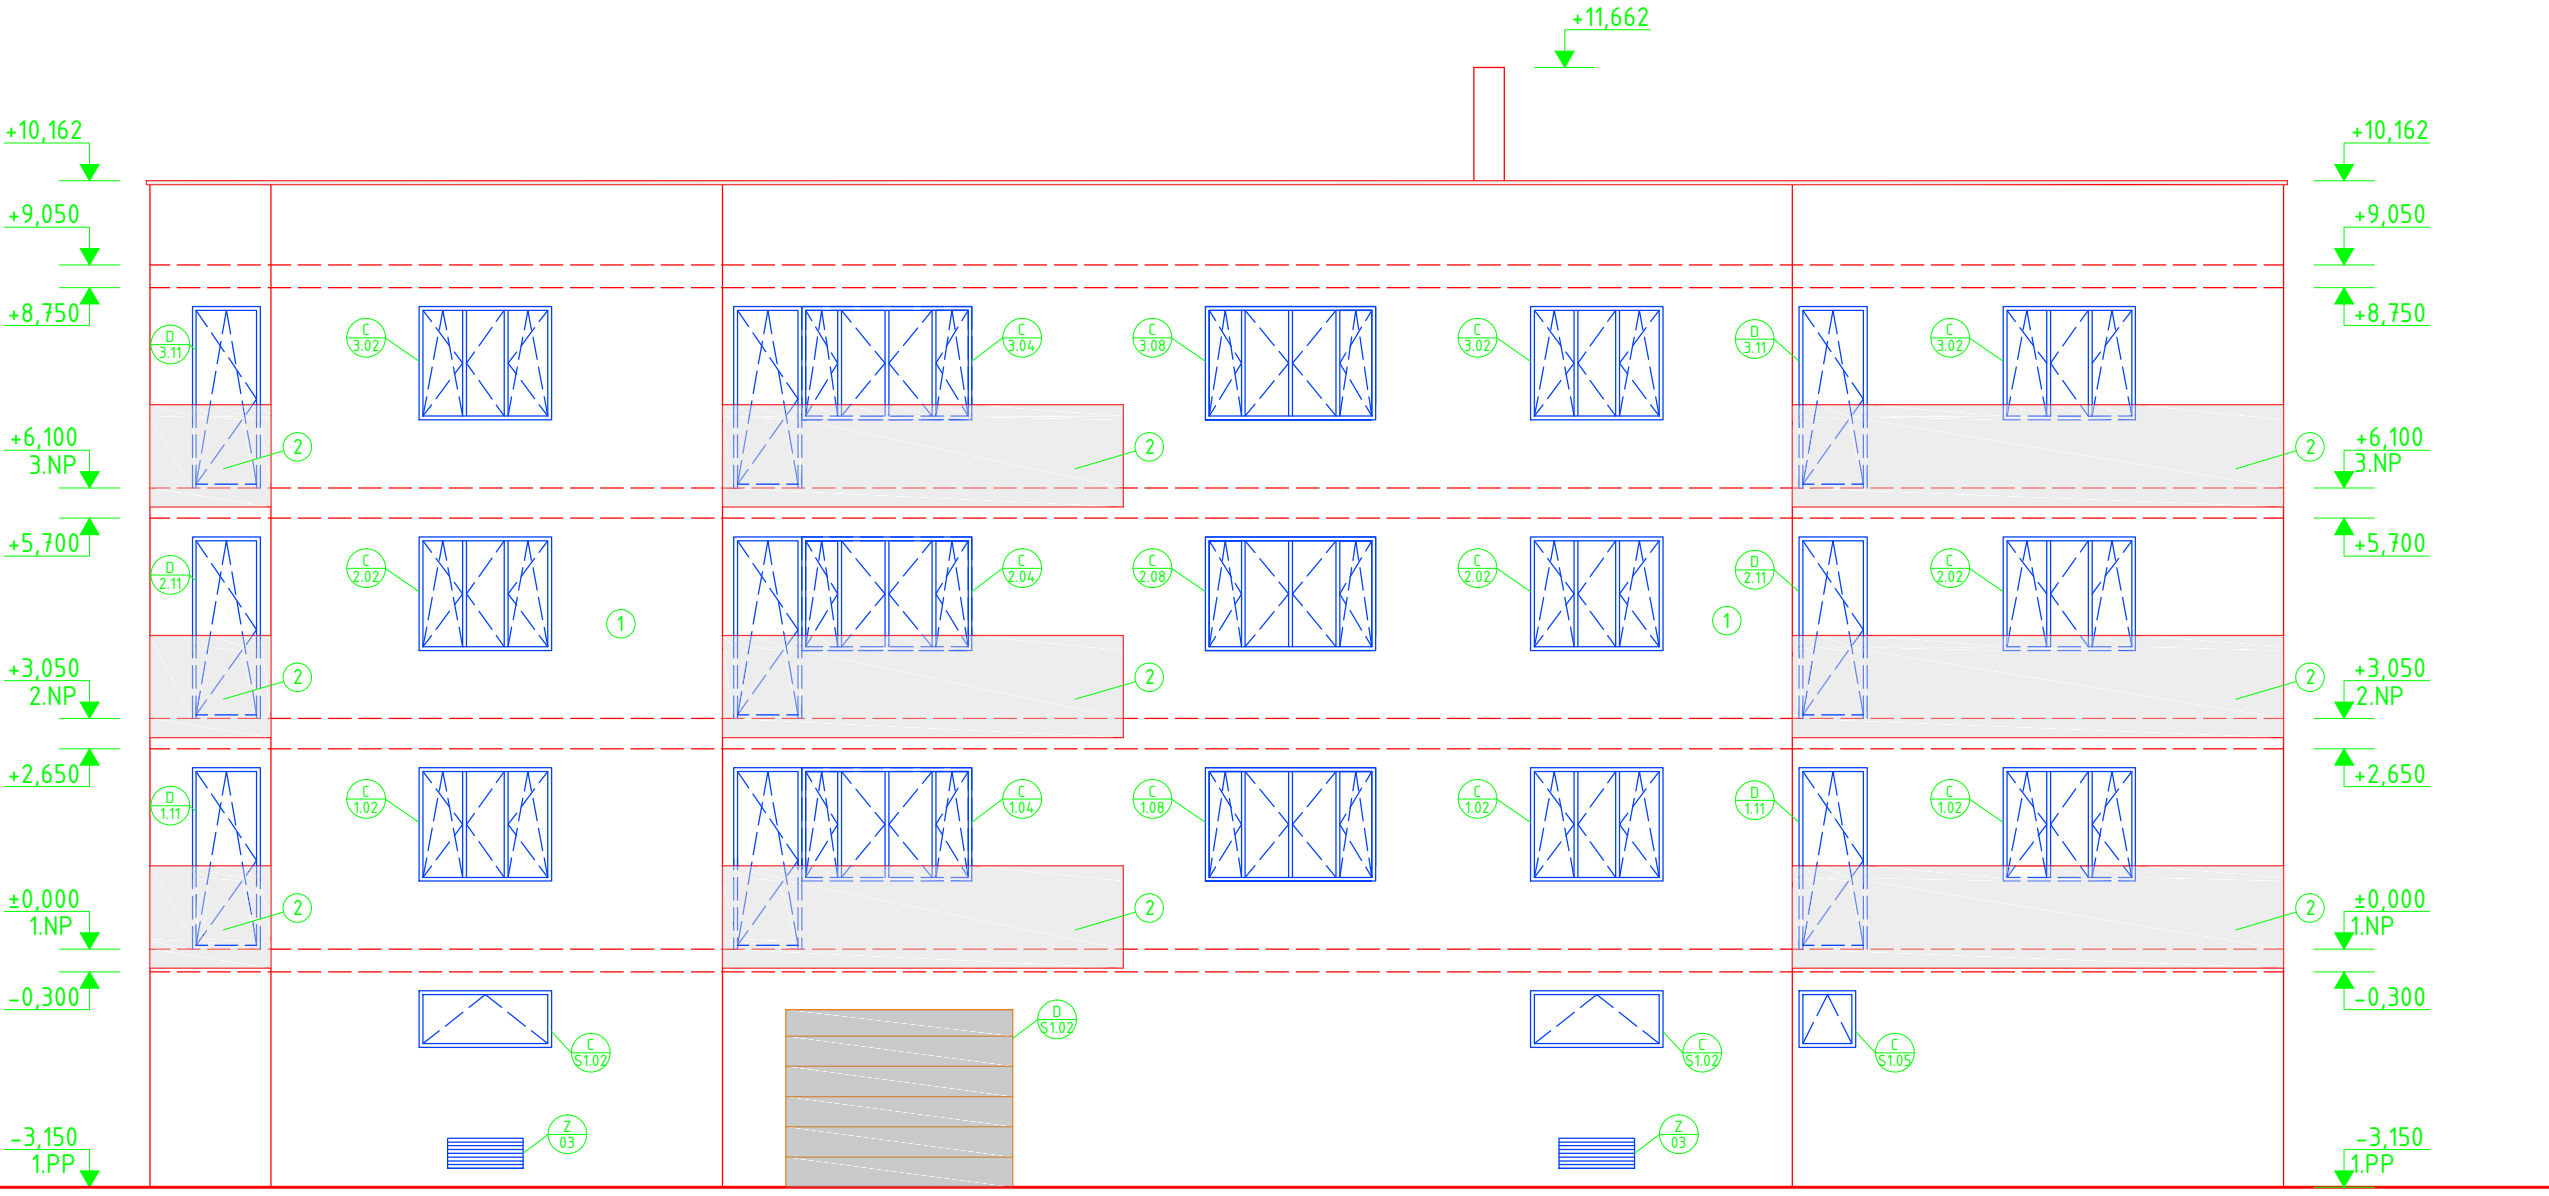 +11,662
+10,162
+10,162
+9,050
+9,050
+8,750
+8,750
D
3.11
C
3.02
C
3.04
C
3.08
C
3.02
D
3.11
C
3.02
+6,100
3.NP
2
2
2
+6,100
3.NP
+5,700
+5,700
D
2.11
C
2.02
C
2.04
C
2.08
C
2.02
D
2.11
C
2.02
1
1
+3,050
2.NP
2
2
2
+3,050
2.NP
+2,650
+2,650
D
1.11
C
1.02
C
1.04
C
1.08
C
1.02
D
1.11
C
1.02
±0,000
1.NP
2
2
2
±0,000
1.NP
-0,300
-0,300
C
S1.02
D
S1.02
C
S1.02
C
S1.05
-3,150
1.PP
Z
03
Z
03
-3,150
1.PP